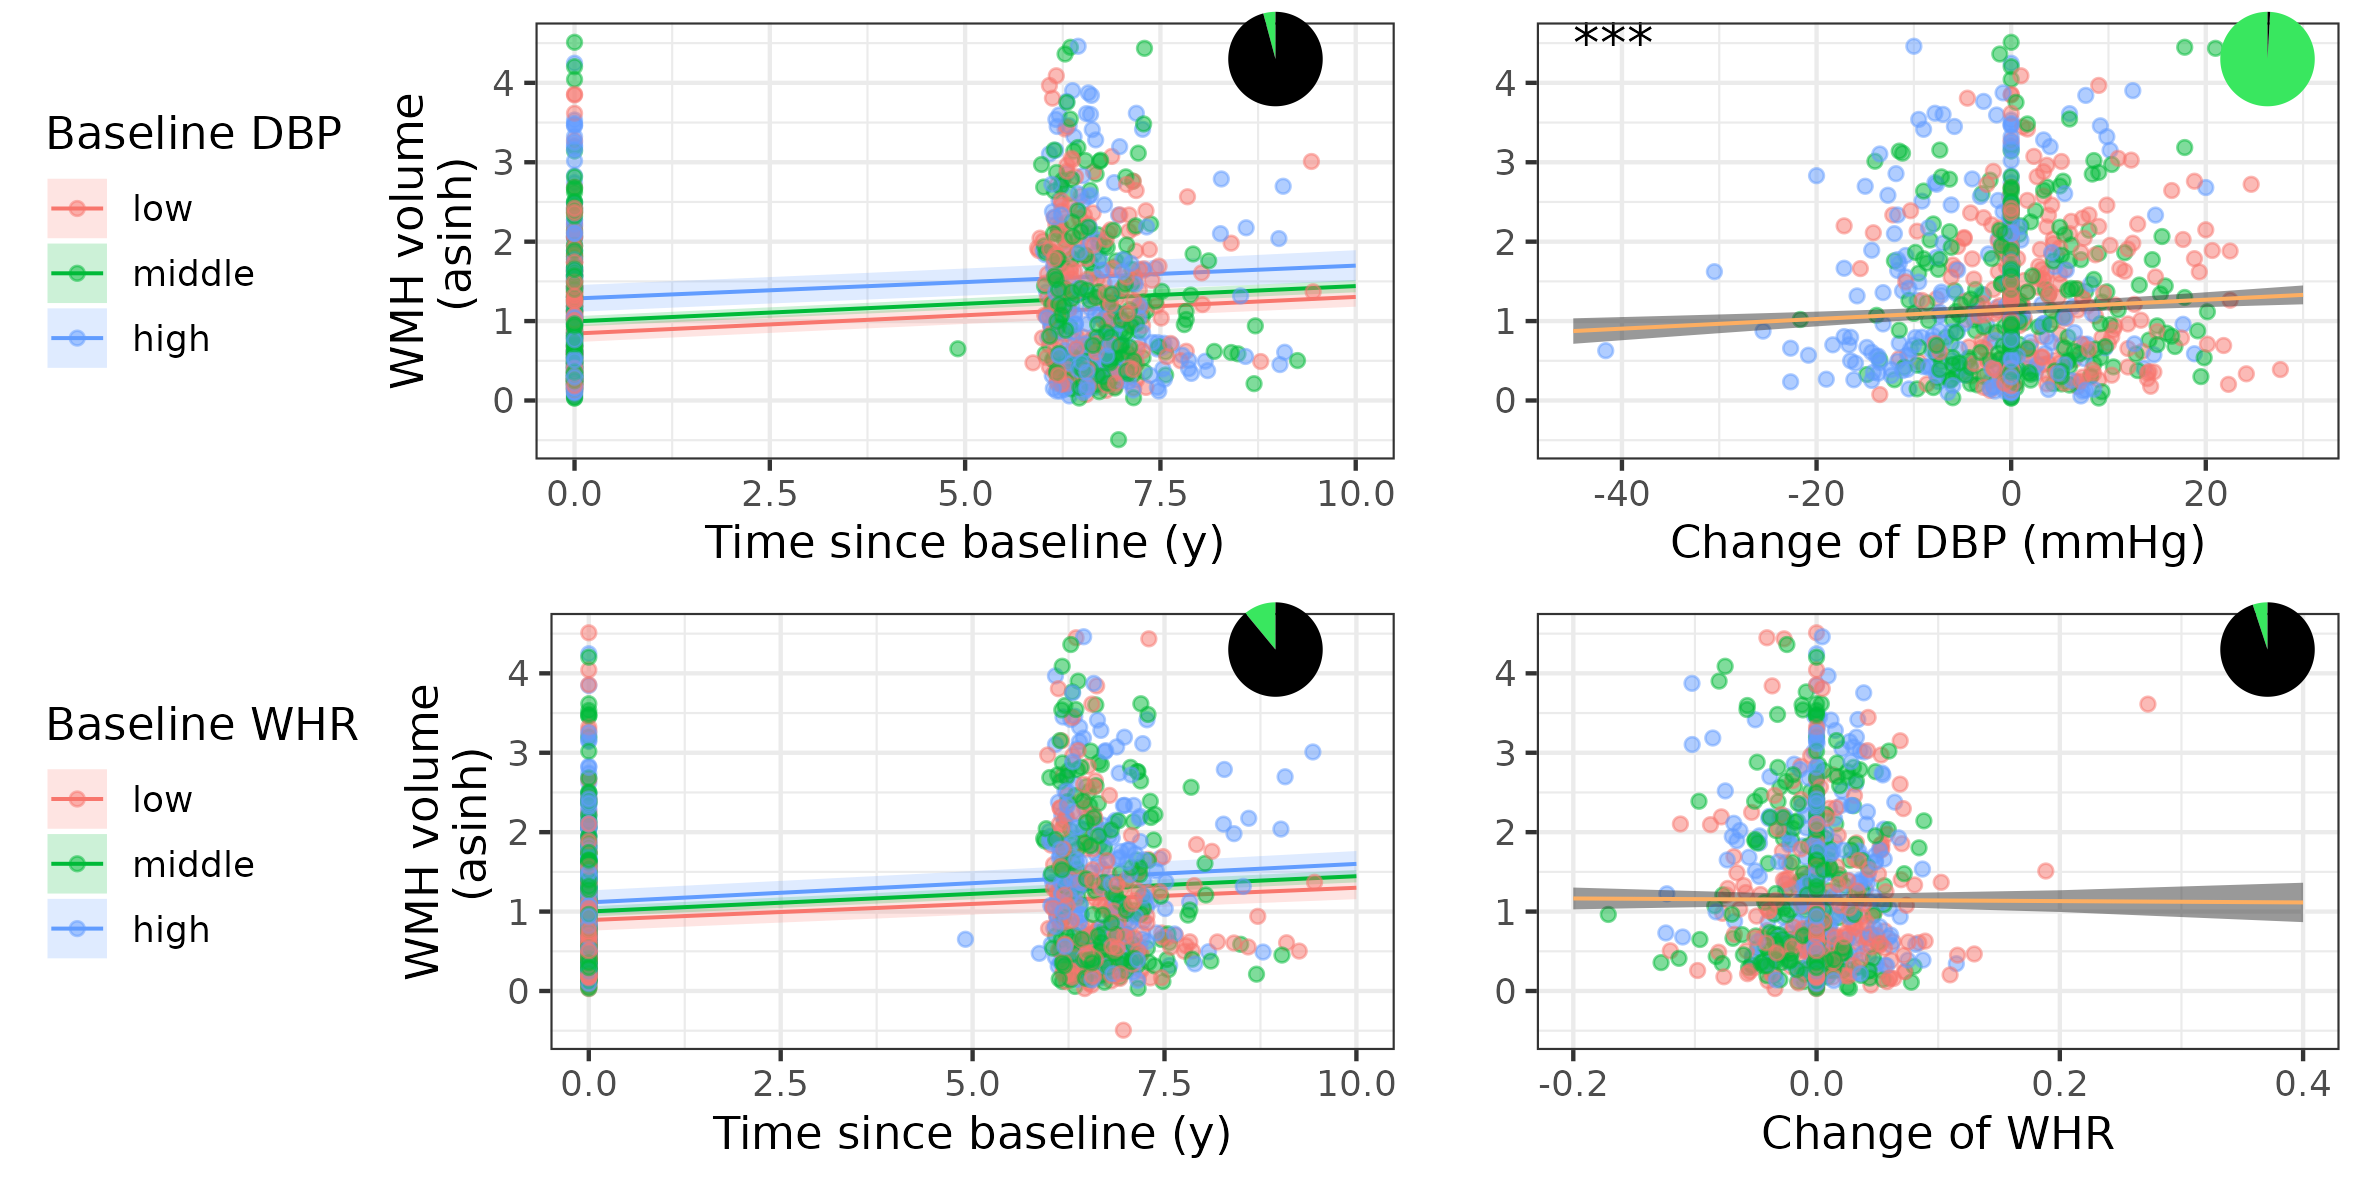 Baseline DBP
low
middle
high
WMH volume
(asinh)
4
3
2
1
0
0.0 2.5 5.0 7.5 10.0
Time since baseline (y)
***
4
3
2
1
0
-40 -20 0 20
Change of DBP (mmHg)
Baseline WHR
low
middle
high
WMH volume
(asinh)
4
3
2
1
0
0.0 2.5 5.0 7.5 10.0
Time since baseline (y)
4
3
2
1
0
-0.2 0.0 0.2 0.4
Change of WHR